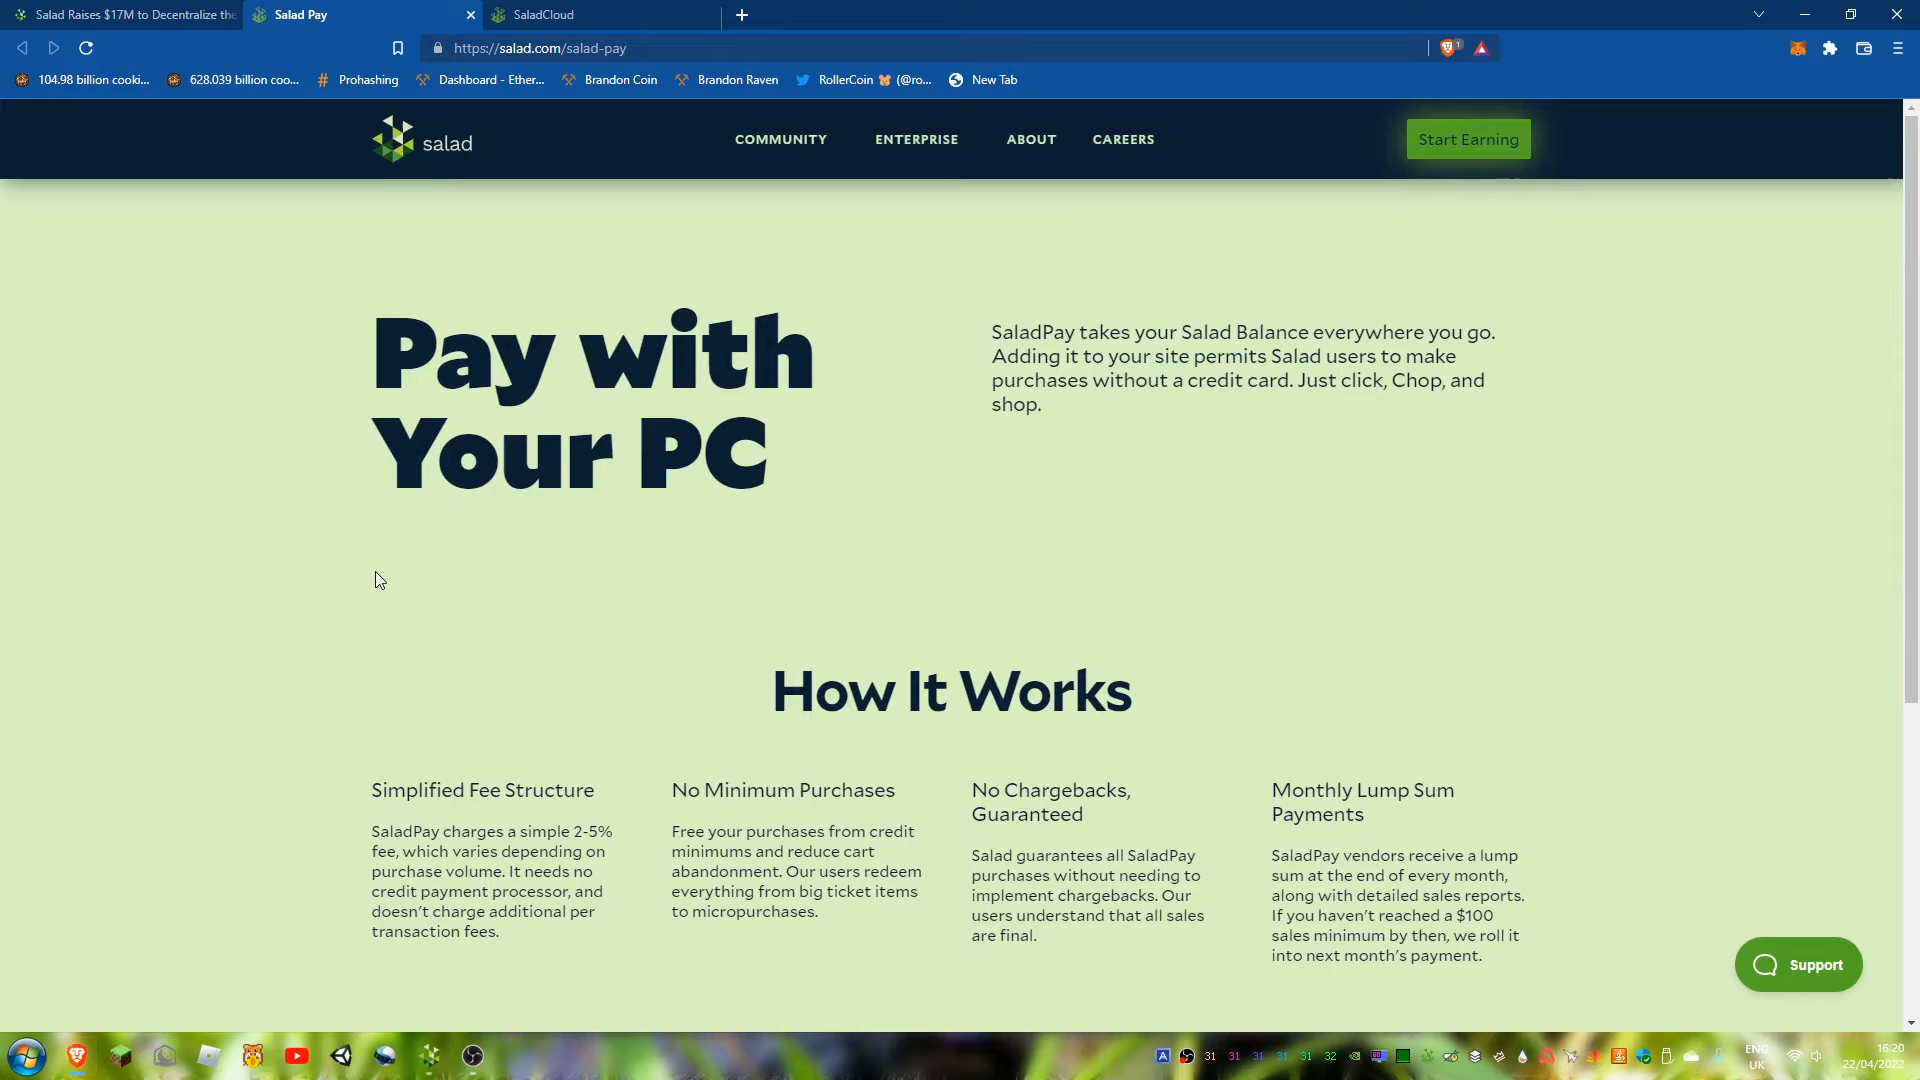 Salad Raises $17M to Decentralize the
Salad Pay
SaladCloud
https://salad.com/salad-pay
1
104.98 billion cooki...
628.039 billion coo...
Prohashing
Dashboard - Ether...
Brandon Coin
Brandon Raven
RollerCoin 🐹 (@ro...
New Tab
salad
COMMUNITY
ENTERPRISE
ABOUT
CAREERS
Start Earning
Pay with
Your PC
SaladPay takes your Salad Balance everywhere you go.
Adding it to your site permits Salad users to make
purchases without a credit card. Just click, Chop, and
shop.
How It Works
Simplified Fee Structure
SaladPay charges a simple 2-5%
fee, which varies depending on
purchase volume. It needs no
credit payment processor, and
doesn't charge additional per
transaction fees.
No Minimum Purchases
Free your purchases from credit
minimums and reduce cart
abandonment. Our users redeem
everything from big ticket items
to micropurchases.
No Chargebacks,
Guaranteed
Salad guarantees all SaladPay
purchases without needing to
implement chargebacks. Our
users understand that all sales
are final.
Monthly Lump Sum
Payments
SaladPay vendors receive a lump
sum at the end of every month,
along with detailed sales reports.
If you haven't reached a $100
sales minimum by then, we roll it
into next month's payment.
Support
A
31
31
31
31
31
32
ENG
UK
16:20
22/04/2022